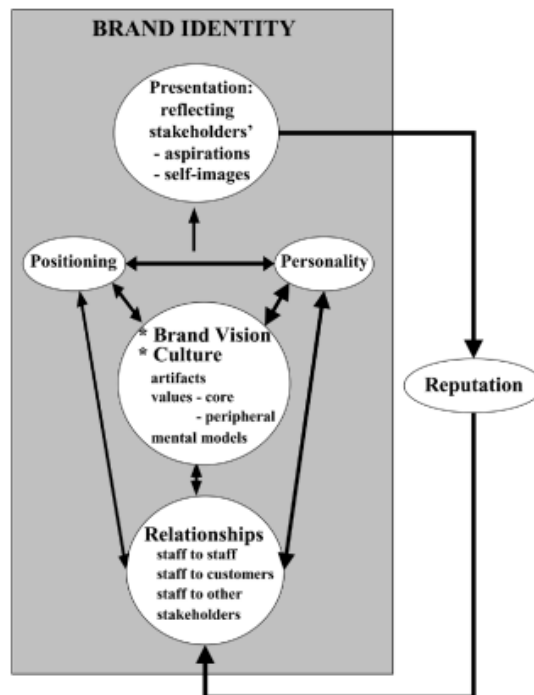 BRAND IDENTITY
Presentation:
reflecting
stakeholders’
- aspirations
- self-images
Positioning
Personality
* Brand Vision
* Culture
artifacts
values - core
- peripheral
mental models
Reputation
Relationships
staff to staff
staff to customers
staff to other
stakeholders